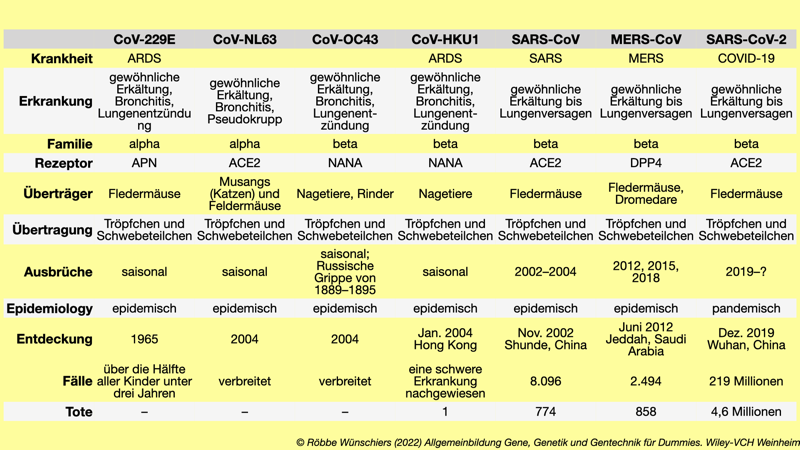 CoV-229E CoV-NL63 CoV-OC43 CoV-HKU1 SARS-CoV MERS-CoV SARS-CoV-2
Krankheit ARDS ARDS SARS MERS COVID-19
Erkrankung gewöhnliche Erkältung, Bronchitis, Lungenentzündu ng gewöhnliche Erkältung, Bronchitis, Pseudokrupp gewöhnliche Erkältung, Bronchitis, Lungenent- zündung gewöhnliche Erkältung, Bronchitis, Lungenent- zündung gewöhnliche Erkältung bis Lungenversagen gewöhnliche Erkältung bis Lungenversagen gewöhnliche Erkältung bis Lungenversagen
Familie alpha alpha beta beta beta beta beta
Rezeptor APN ACE2 NANA NANA ACE2 DPP4 ACE2
Überträger Fledermäuse Musangs (Katzen) und Feldermäuse Nagetiere, Rinder Nagetiere Fledermäuse Fledermäuse, Dromedare Fledermäuse
Übertragung Tröpfchen und Schwebeteilchen Tröpfchen und Schwebeteilchen Tröpfchen und Schwebeteilchen Tröpfchen und Schwebeteilchen Tröpfchen und Schwebeteilchen Tröpfchen und Schwebeteilchen Tröpfchen und Schwebeteilchen
Ausbrüche saisonal saisonal saisonal; Russische Grippe von 1889–1895 saisonal 2002–2004 2012, 2015, 2018 2019–?
Epidemiology epidemisch epidemisch epidemisch epidemisch epidemisch epidemisch pandemisch
Entdeckung 1965 2004 2004 Jan. 2004 Hong Kong Nov. 2002 Shunde, China Juni 2012 Jeddah, Saudi Arabia Dez. 2019 Wuhan, China
Fälle über die Hälfte aller Kinder unter drei Jahren verbreitet verbreitet eine schwere Erkrankung nachgewiesen 8.096 2.494 219 Millionen
Tote – – – 1 774 858 4,6 Millionen
© Röbbe Wünschiers (2022) Allgemeinbildung Gene, Genetik und Gentechnik für Dummies. Wiley-VCH Weinheim